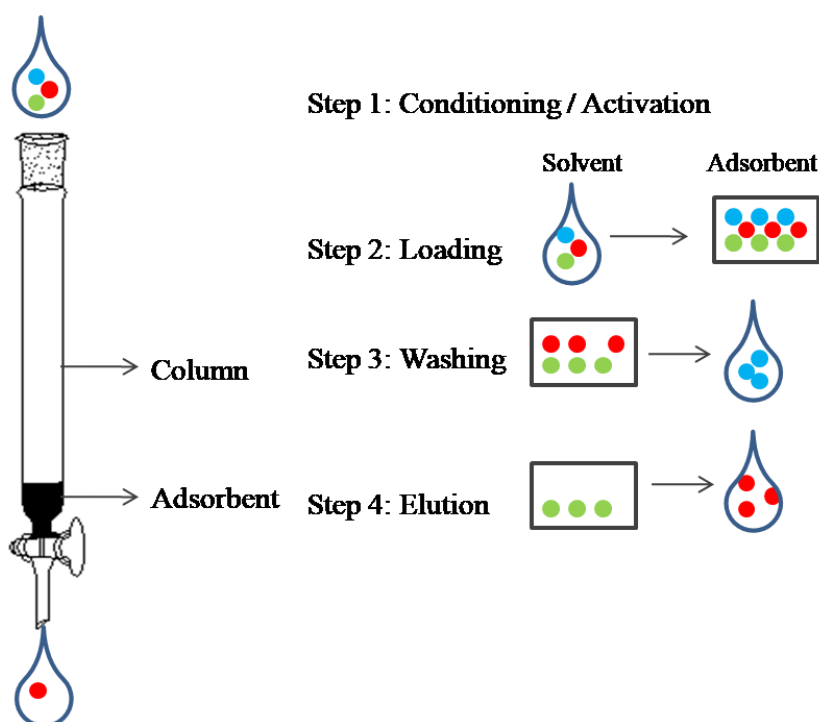 Step 1: Conditioning / Activation
Solvent
Adsorbent
Step 2: Loading
Step 3: Washing
Column
Adsorbent
Step 4: Elution